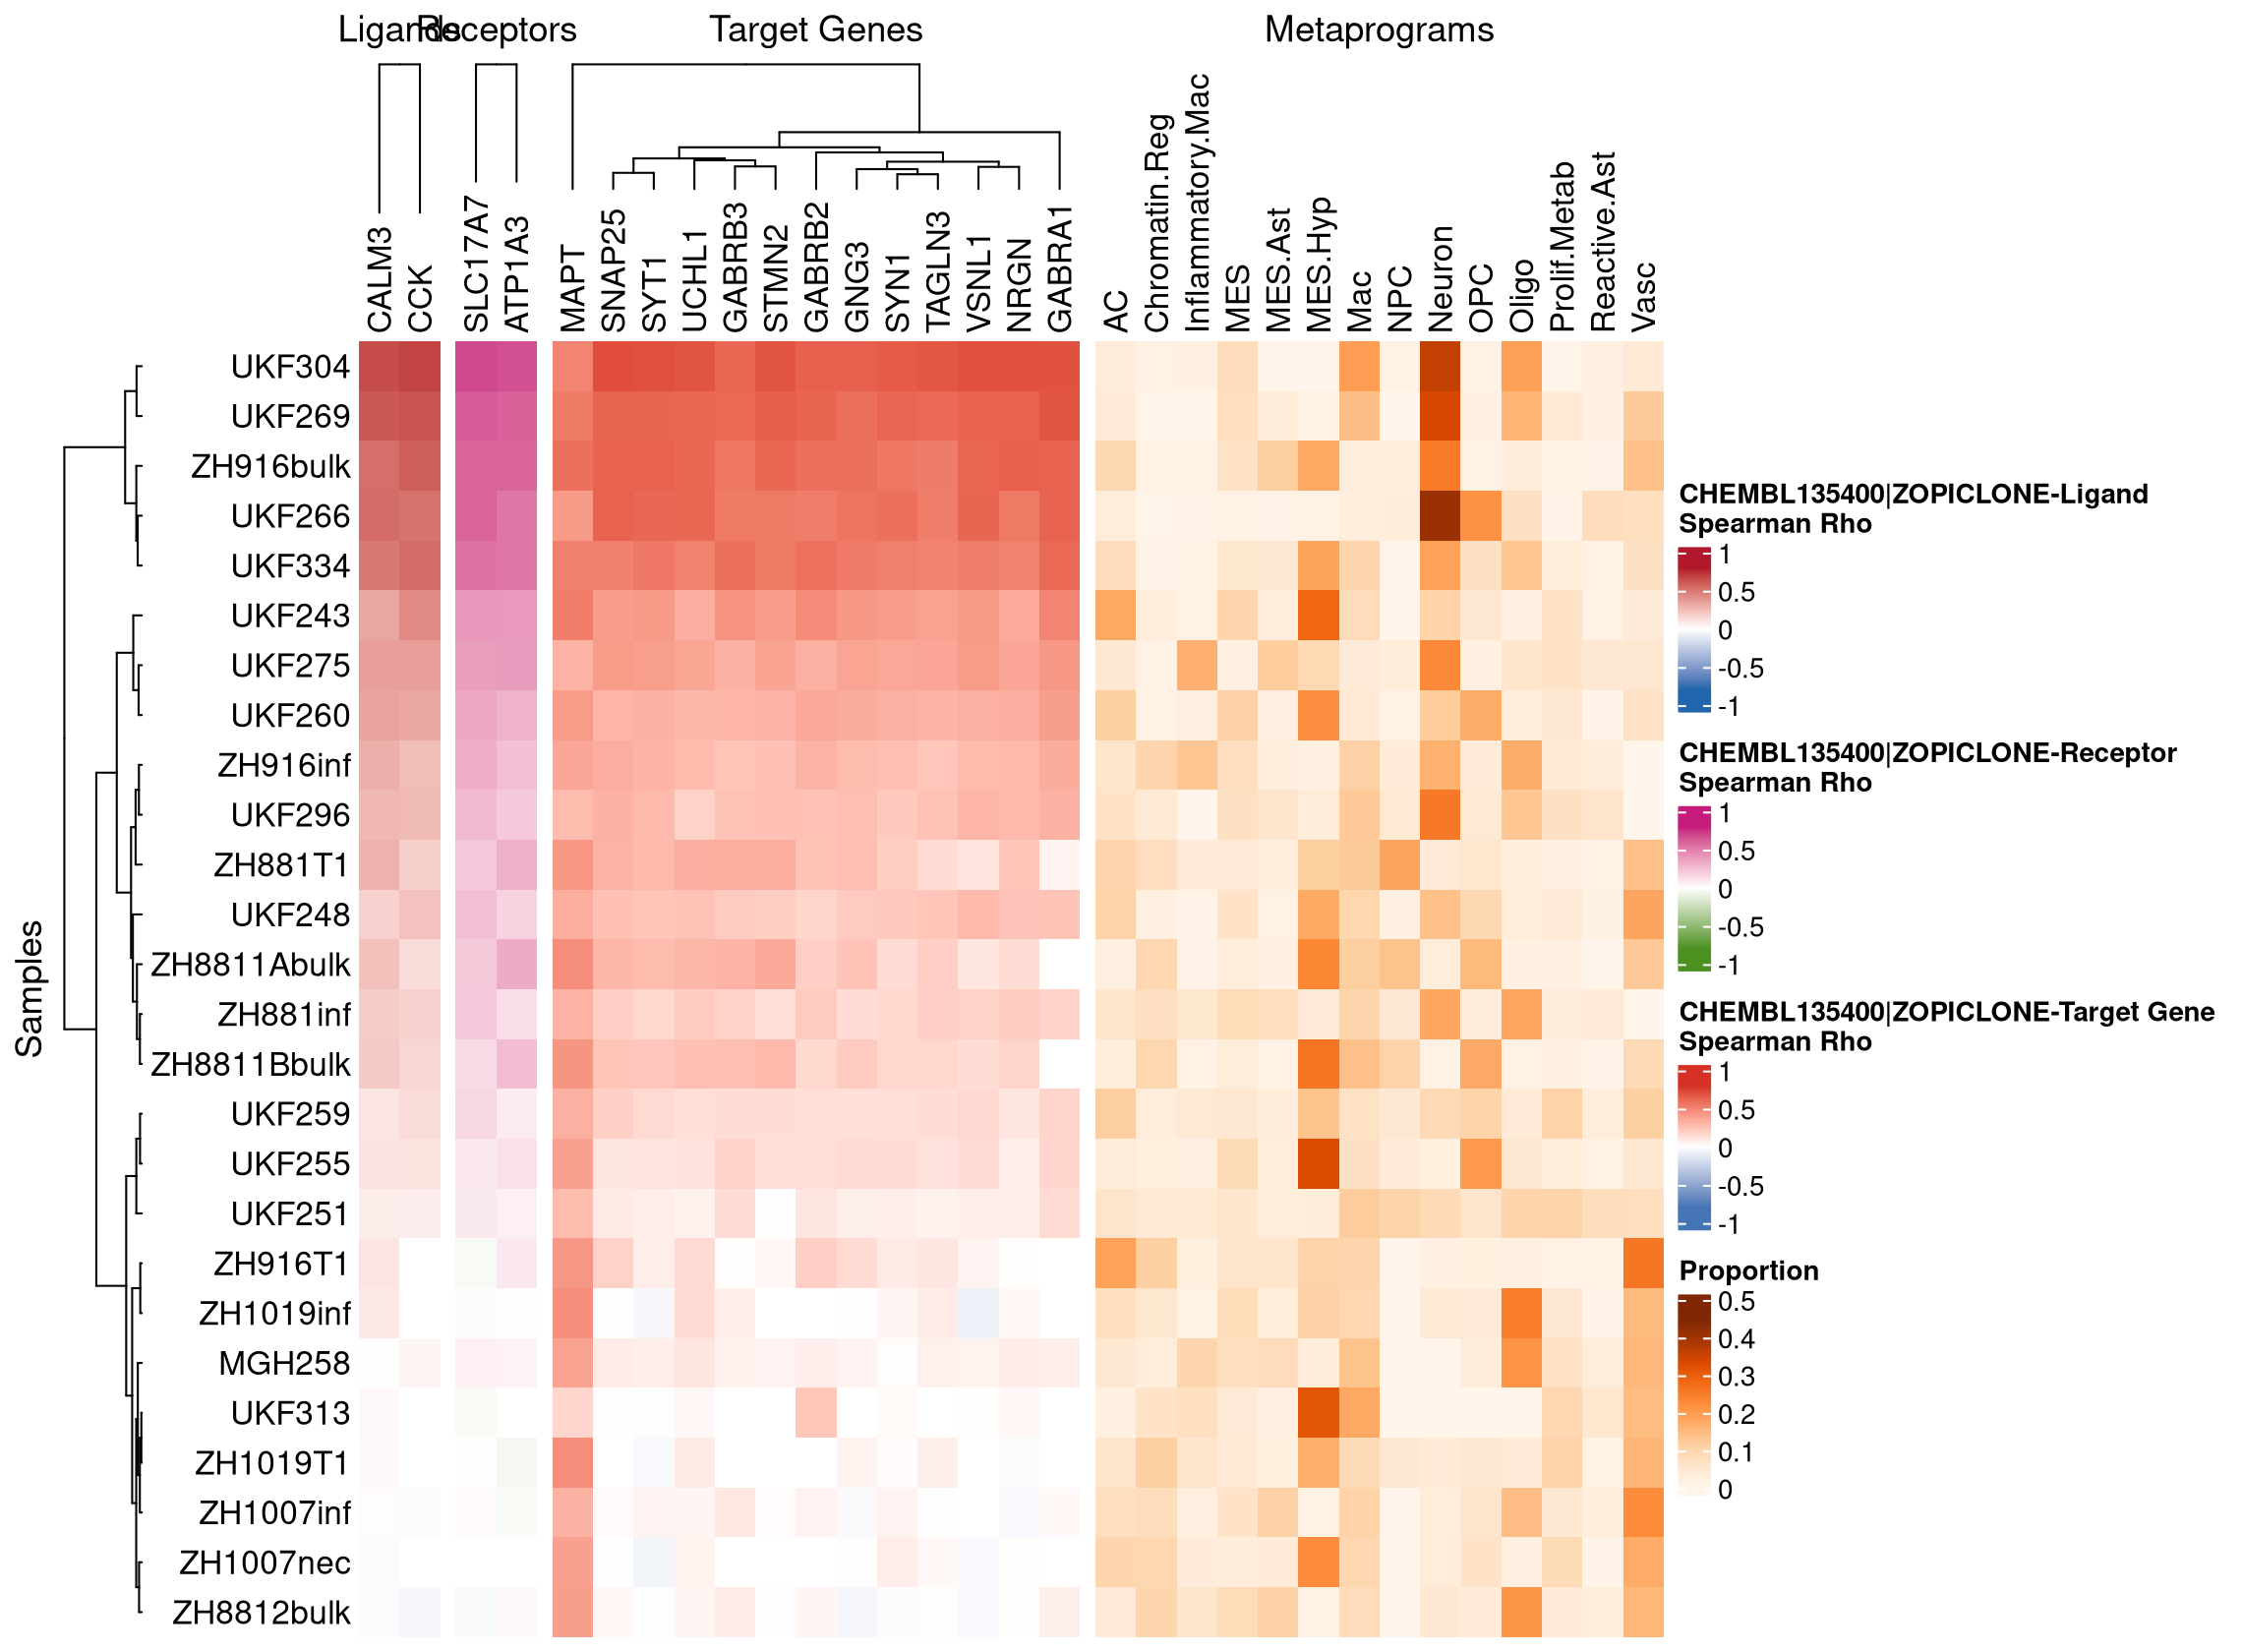 Ligands Receptors Target Genes Metaprograms
CALM3
CCK
SLC17A7
ATP1A3
MAPT
SNAP25
SYT1
UCHL1
GABRB3
STMN2
GABRB2
GNG3
SYN1
TAGLN3
VSNL1
NRGN
GABRA1
AC
Chromatin.Reg
Inflammatory.Mac
MES
MES.Ast
MES.Hyp
Mac
NPC
Neuron
OPC
Oligo
Prolif.Metab
Reactive.Ast
Vasc
Samples
UKF304
UKF269
ZH916bulk
UKF266
UKF334
UKF243
UKF275
UKF260
ZH916inf
UKF296
ZH881T1
UKF248
ZH8811Abulk
ZH881inf
ZH8811Bbulk
UKF259
UKF255
UKF251
ZH916T1
ZH1019inf
MGH258
UKF313
ZH1019T1
ZH1007inf
ZH1007nec
ZH8812bulk
CHEMBL135400|ZOPICLONE-Ligand
Spearman Rho
1
0.5
0
-0.5
-1
CHEMBL135400|ZOPICLONE-Receptor
Spearman Rho
1
0.5
0
-0.5
-1
CHEMBL135400|ZOPICLONE-Target Gene
Spearman Rho
1
0.5
0
-0.5
-1
Proportion
0.5
0.4
0.3
0.2
0.1
0